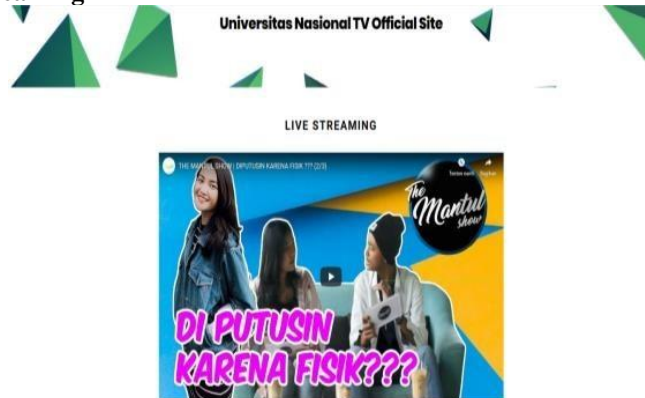 Universitas Nasional TV Official Site
LIVE STREAMING
THE MANTUL SHOW | DIPUTUSIN KARENA FISIK ??? (2/3)
The
Mantul
show
DI PUTUSIN
KARENA FISIK???